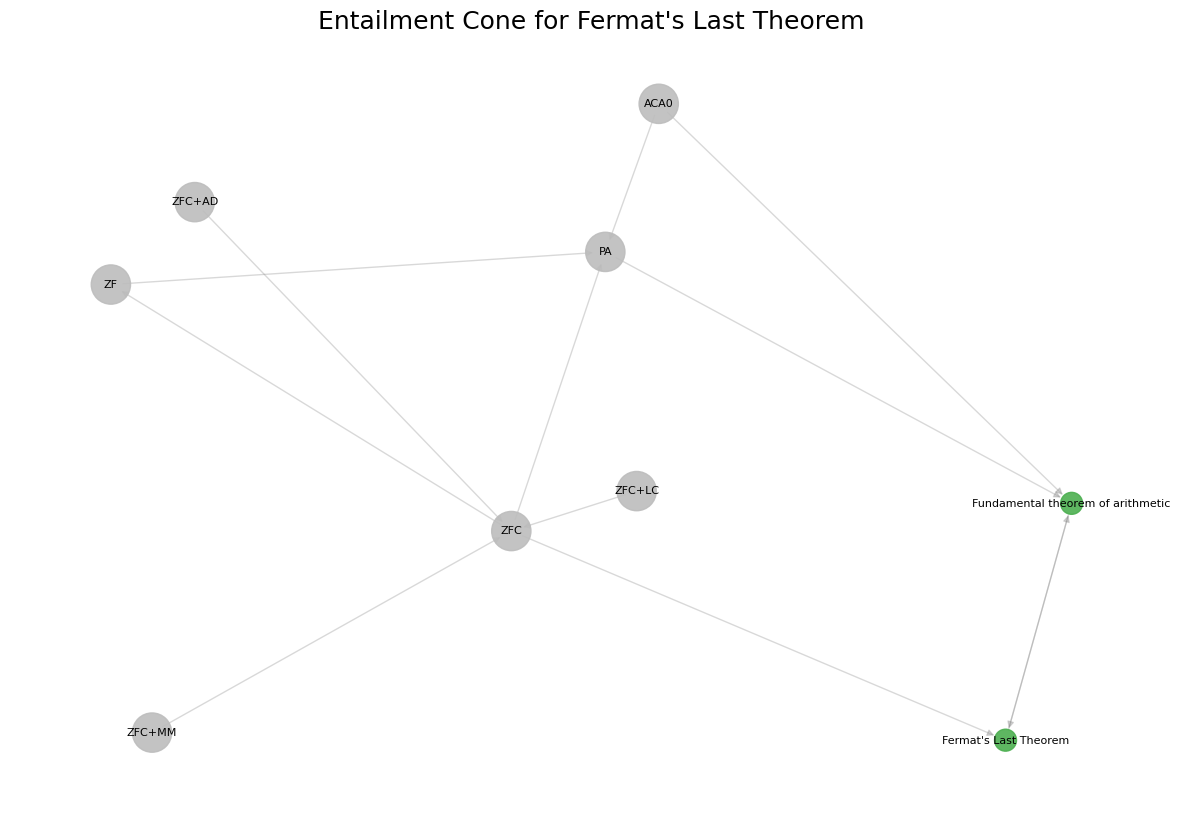 Entailment Cone for Fermat's Last Theorem
ACA0
ZFC+AD
PA
ZF
ZFC+LC
Fundamental theorem of arithmetic
ZFC
ZFC+MM
Fermat's Last Theorem